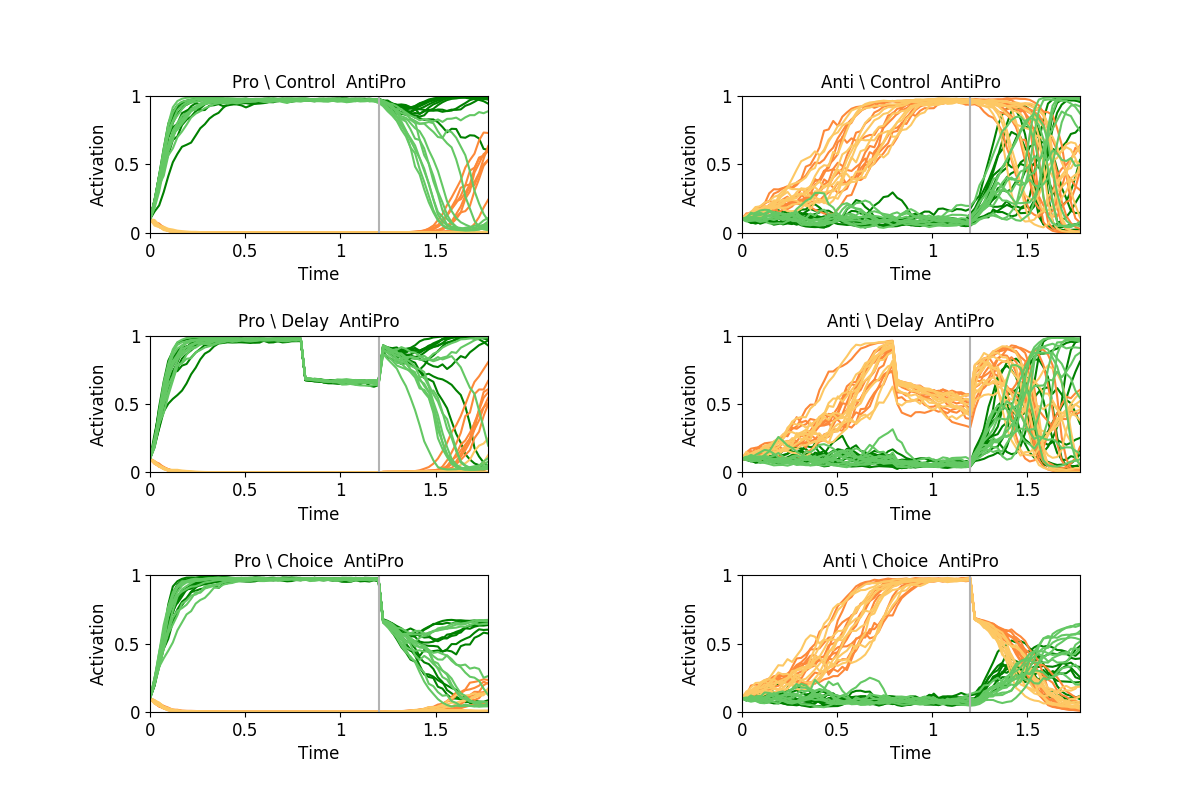 Pro \ Control  AntiPro
1
0.5
0
Activation
0 0.5 1 1.5
Time
Anti \ Control  AntiPro
1
0.5
0
Activation
0 0.5 1 1.5
Time
Pro \ Delay  AntiPro
1
0.5
0
Activation
0 0.5 1 1.5
Time
Anti \ Delay  AntiPro
1
0.5
0
Activation
0 0.5 1 1.5
Time
Pro \ Choice  AntiPro
1
0.5
0
Activation
0 0.5 1 1.5
Time
Anti \ Choice  AntiPro
1
0.5
0
Activation
0 0.5 1 1.5
Time